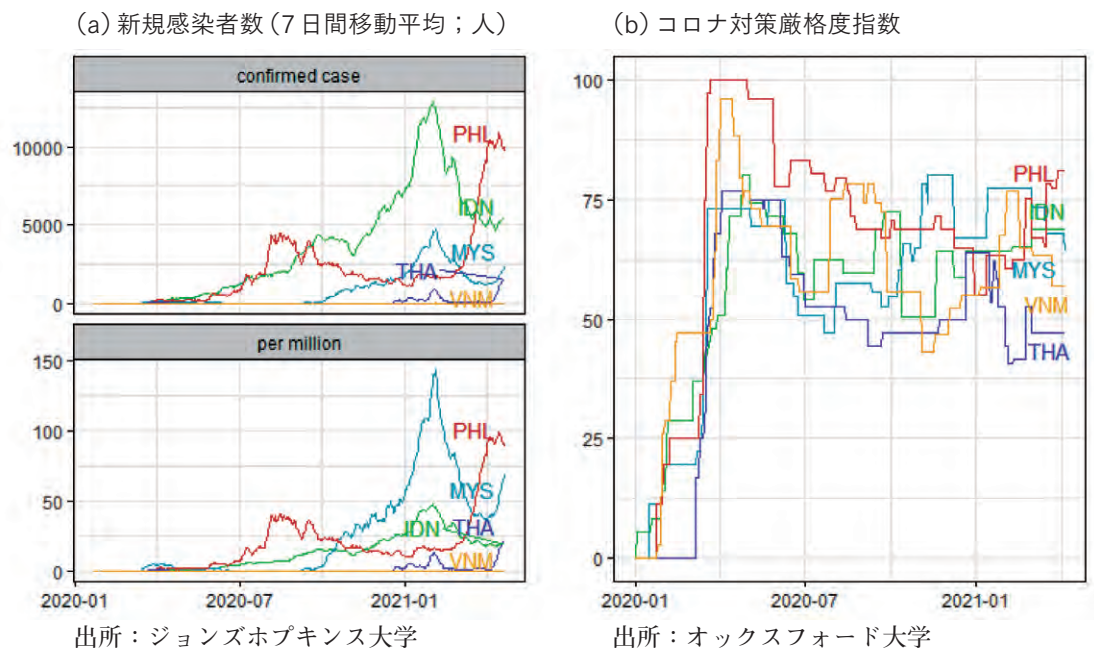 (a) 新規感染者数(7日間移動平均；人)
confirmed case
10000
5000
0
PHL
IDN
MYS
THA
VNM
per million
150
100
50
0
PHL
MYS
IDN
THA
VNM
2020-01
2020-07
2021-01
出所：ジョンズホプキンス大学
(b) コロナ対策厳格度指数
100
75
50
25
0
PHL
IDN
MYS
VNM
THA
2020-01
2020-07
2021-01
出所：オックスフォード大学